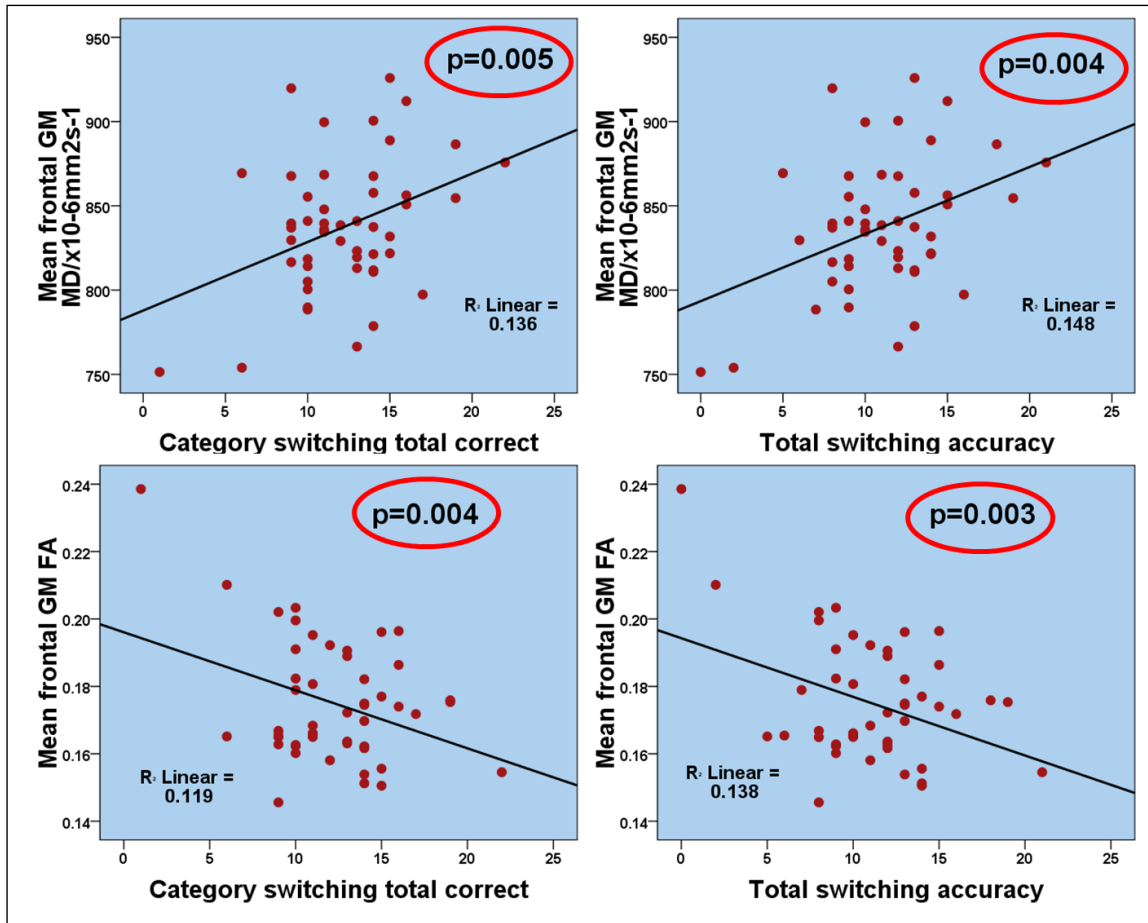 p=0.005
Mean frontal GM
MD/x10-6mm2s-1
950
900
850
800
750
R2 Linear =
0.136
0 5 10 15 20 25
Category switching total correct
p=0.004
Mean frontal GM
MD/x10-6mm2s-1
950
900
850
800
750
R2 Linear =
0.148
0 5 10 15 20 25
Total switching accuracy
p=0.004
Mean frontal GM FA
0.24
0.22
0.20
0.18
0.16
0.14
R2 Linear =
0.119
0 5 10 15 20 25
Category switching total correct
p=0.003
Mean frontal GM FA
0.24
0.22
0.20
0.18
0.16
0.14
R2 Linear =
0.138
0 5 10 15 20 25
Total switching accuracy